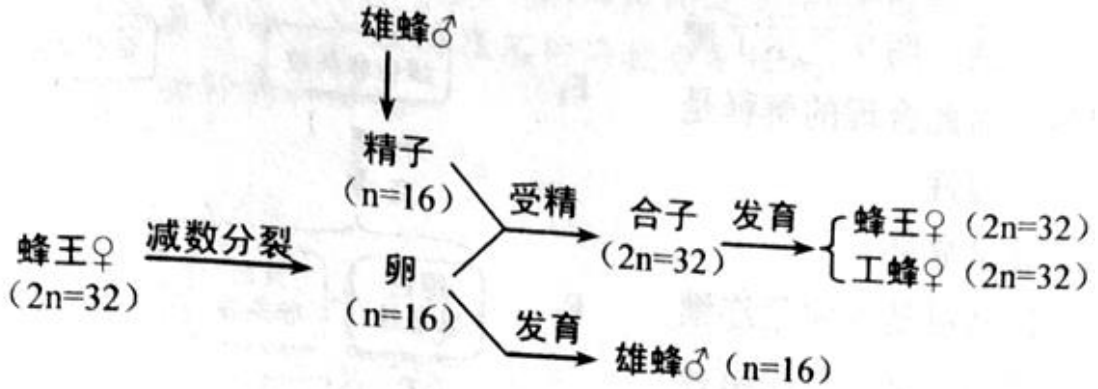 雄蜂♂
精子
(n=16)
受精
合子
(2n=32)
发育
蜂王♀ (2n=32)
工蜂♀ (2n=32)
蜂王♀
(2n=32)
减数分裂
卵
(n=16)
发育
雄蜂♂ (n=16)